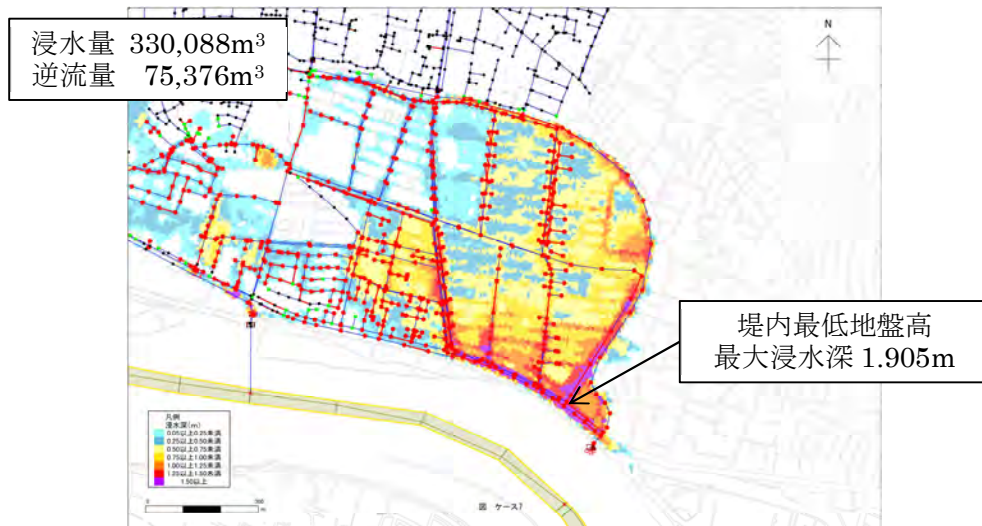 浸水量 330,088m³
逆流量 75,376m³
N
堤内最低地盤高
最大浸水深 1.905m
凡例
浸水深(m)
0.05以上0.25未満
0.25以上0.50未満
0.50以上0.75未満
0.75以上1.00未満
1.00以上1.25未満
1.25以上1.50未満
1.50以上
0
500
m
図 ケース7